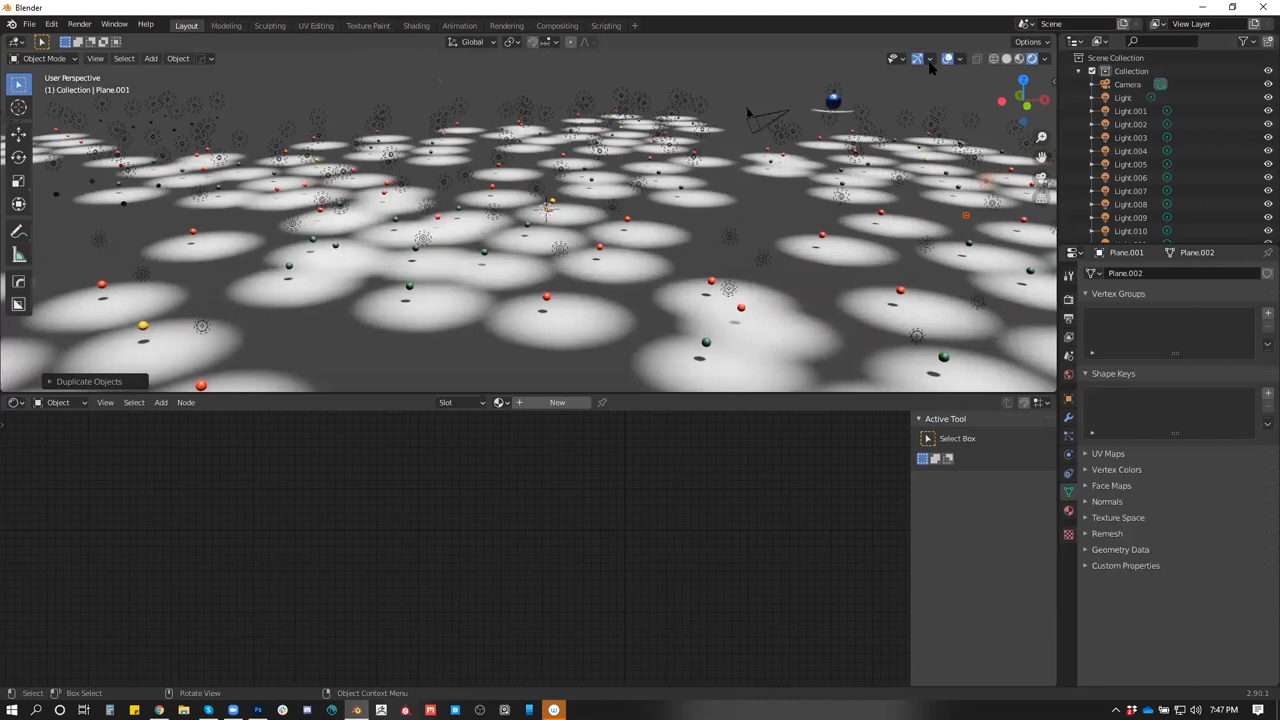 Blender
File Edit Render Window Help Layout Modeling Sculpting UV Editing Texture Paint Shading Animation Rendering Compositing Scripting + Scene View Layer
Global Options
Object Mode View Select Add Object
User Perspective
(1) Collection | Plane.001
Duplicate Objects
Scene Collection
Collection
Camera
Light
Light.001
Light.002
Light.003
Light.004
Light.005
Light.006
Light.007
Light.008
Light.009
Light.010
Plane.001 Plane.002
Plane.002
Vertex Groups
Shape Keys
UV Maps
Vertex Colors
Face Maps
Normals
Texture Space
Remesh
Geometry Data
Custom Properties
Object View Select Add Node Slot New
Active Tool
Select Box
Select Box Select Rotate View Object Context Menu 2.90.1
7:47 PM